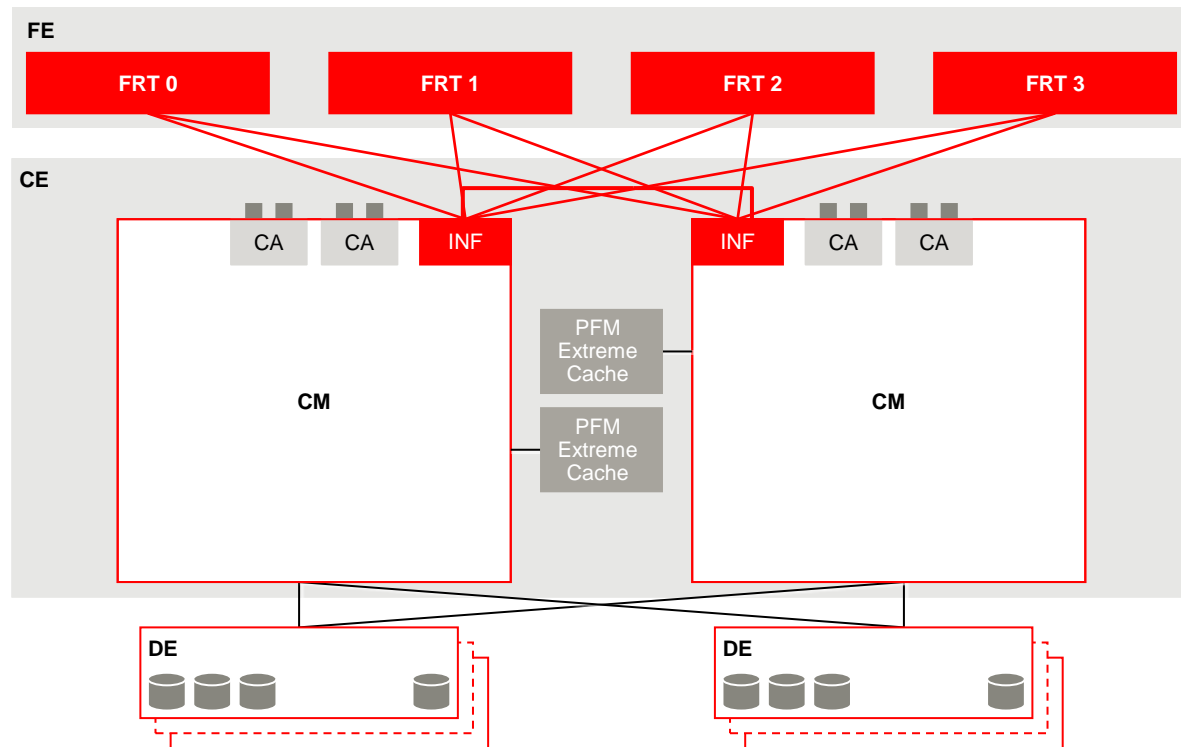 FE
FRT 0
FRT 1
FRT 2
FRT 3
CE
CA
CA
INF
INF
CA
CA
PFM
Extreme
Cache
CM
CM
PFM
Extreme
Cache
DE
DE